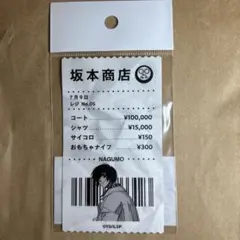 坂本商店
7月9日
レジ No.05
コート ¥100,000
シャツ ¥15,000
サイコロ ¥150
おもちゃナイフ ¥300
NAGUMO